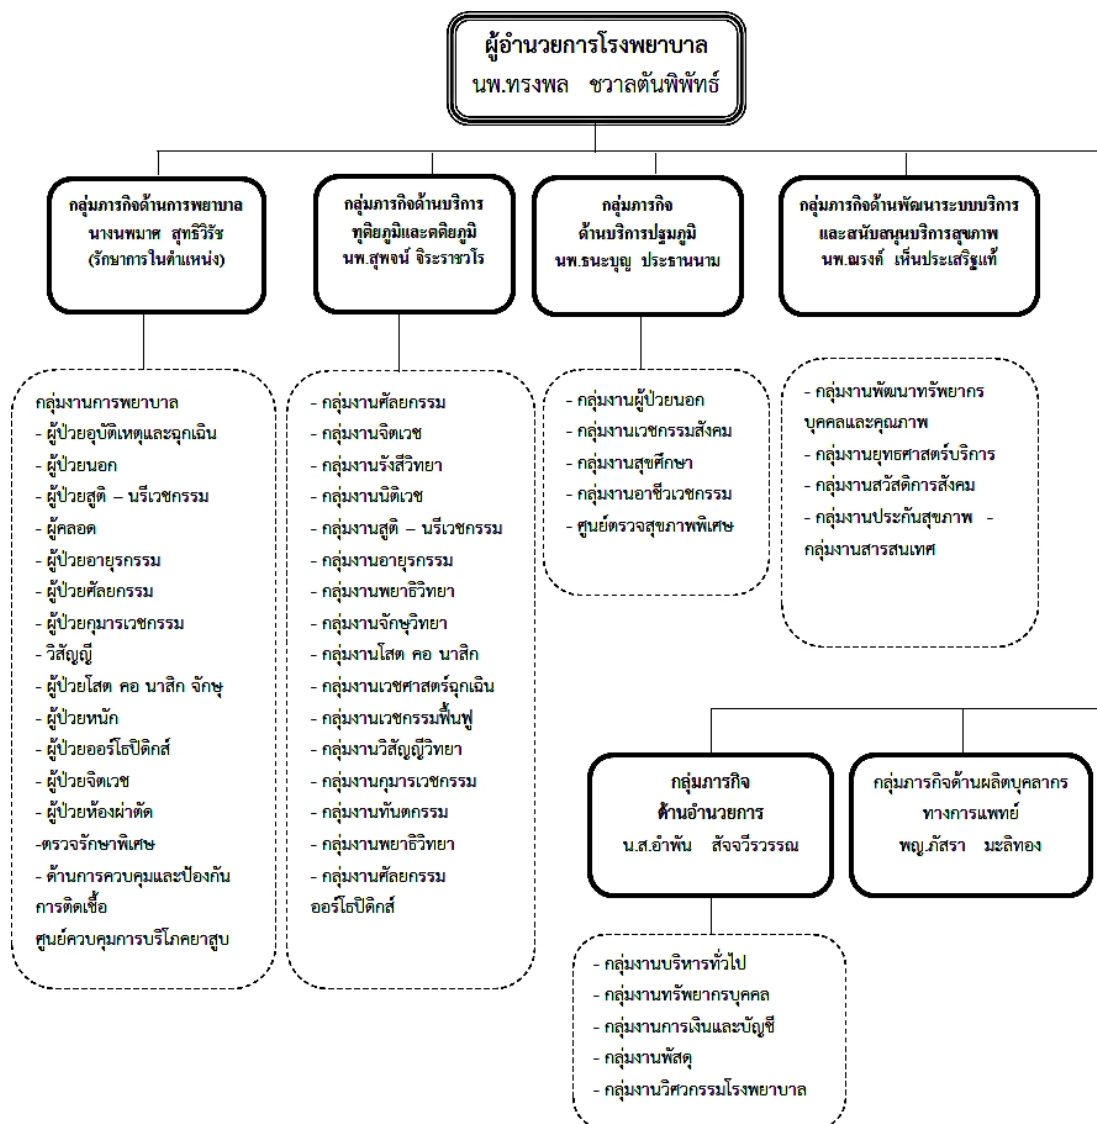 ผู้อำนวยการโรงพยาบาล
นพ.ทรงพล ชวาลตันพิพัทธ์
กลุ่มภารกิจด้านการพยาบาล
นางนพมาศ สุทธิวิรัช
(รักษาการในตำแหน่ง)
กลุ่มภารกิจด้านบริการ
ทุติยภูมิและตติยภูมิ
นพ.สุพจน์ จิระราชวโร
กลุ่มภารกิจ
ด้านบริการปฐมภูมิ
นพ.ธนะบุญ ประธานนาม
กลุ่มภารกิจด้านพัฒนาระบบบริการ
และสนับสนุนบริการสุขภาพ
นพ.ณรงค์ เห็นประเสริฐแท้
กลุ่มงานการพยาบาล
- ผู้ป่วยอุบัติเหตุและฉุกเฉิน
- ผู้ป่วยนอก
- ผู้ป่วยสูติ – นรีเวชกรรม
- ผู้คลอด
- ผู้ป่วยอายุรกรรม
- ผู้ป่วยศัลยกรรม
- ผู้ป่วยกุมารเวชกรรม
- วิสัญญี
- ผู้ป่วยโสต คอ นาสิก จักษุ
- ผู้ป่วยหนัก
- ผู้ป่วยออร์โธปิดิกส์
- ผู้ป่วยจิตเวช
- ผู้ป่วยห้องผ่าตัด
-ตรวจรักษาพิเศษ
- ด้านการควบคุมและป้องกัน
การติดเชื้อ
ศูนย์ควบคุมการบริโภคยาสูบ
- กลุ่มงานศัลยกรรม
- กลุ่มงานจิตเวช
- กลุ่มงานรังสีวิทยา
- กลุ่มงานนิติเวช
- กลุ่มงานสูติ – นรีเวชกรรม
- กลุ่มงานอายุรกรรม
- กลุ่มงานพยาธิวิทยา
- กลุ่มงานจักษุวิทยา
- กลุ่มงานโสต คอ นาสิก
- กลุ่มงานเวชศาสตร์ฉุกเฉิน
- กลุ่มงานเวชกรรมฟื้นฟู
- กลุ่มงานวิสัญญีวิทยา
- กลุ่มงานกุมารเวชกรรม
- กลุ่มงานทันตกรรม
- กลุ่มงานพยาธิวิทยา
- กลุ่มงานศัลยกรรม
ออร์โธปิดิกส์
- กลุ่มงานผู้ป่วยนอก
- กลุ่มงานเวชกรรมสังคม
- กลุ่มงานสุขศึกษา
- กลุ่มงานอาชีวเวชกรรม
- ศูนย์ตรวจสุขภาพพิเศษ
- กลุ่มงานพัฒนาทรัพยากร
บุคคลและคุณภาพ
- กลุ่มงานยุทธศาสตร์บริการ
- กลุ่มงานสวัสดิการสังคม
- กลุ่มงานประกันสุขภาพ -
กลุ่มงานสารสนเทศ
กลุ่มภารกิจ
ด้านอำนวยการ
น.ส.อำพัน สัจจวีรวรรณ
กลุ่มภารกิจด้านผลิตบุคลากร
ทางการแพทย์
พญ.ภัสรา มะลิทอง
- กลุ่มงานบริหารทั่วไป
- กลุ่มงานทรัพยากรบุคคล
- กลุ่มงานการเงินและบัญชี
- กลุ่มงานพัสดุ
- กลุ่มงานวิศวกรรมโรงพยาบาล